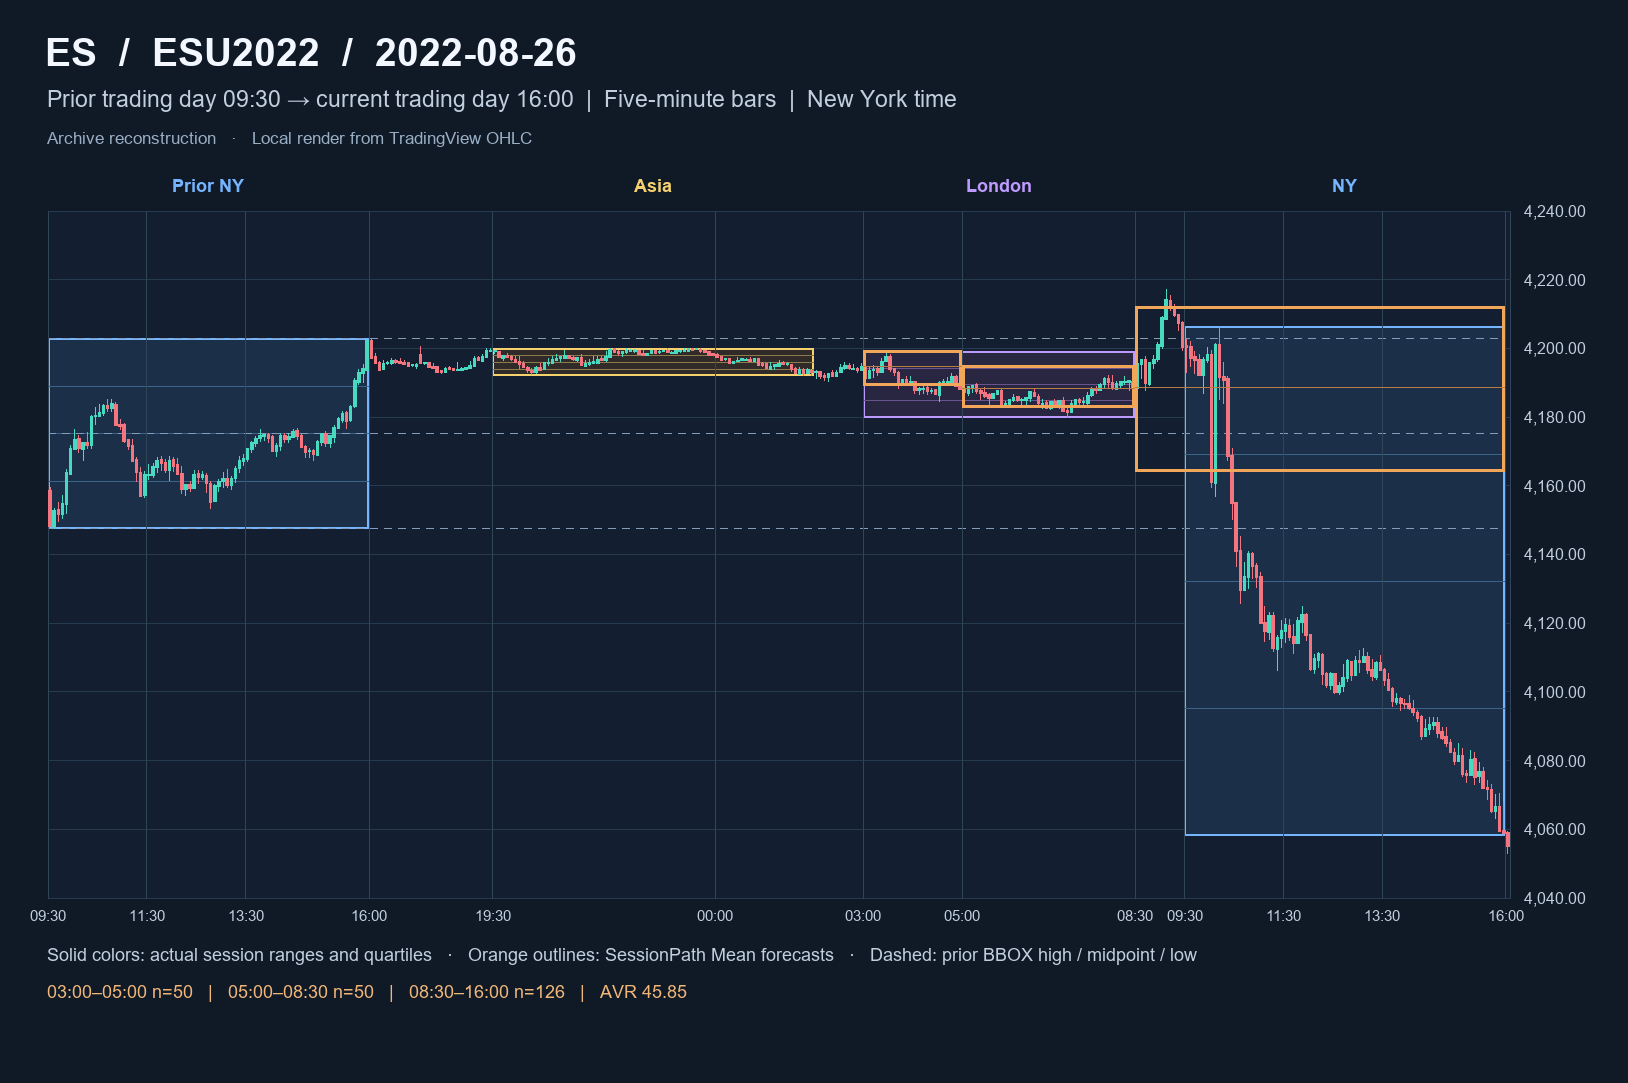 ES / ESU2022 / 2022-08-26
Prior trading day 09:30 → current trading day 16:00 | Five-minute bars | New York time
Archive reconstruction · Local render from TradingView OHLC
Prior NY Asia London NY
4,240.00
4,220.00
4,200.00
4,180.00
4,160.00
4,140.00
4,120.00
4,100.00
4,080.00
4,060.00
4,040.00
09:30 11:30 13:30 16:00 19:30 00:00 03:00 05:00 08:30 09:30 11:30 13:30 16:00
Solid colors: actual session ranges and quartiles · Orange outlines: SessionPath Mean forecasts · Dashed: prior BBOX high / midpoint / low
03:00–05:00 n=50 | 05:00–08:30 n=50 | 08:30–16:00 n=126 | AVR 45.85